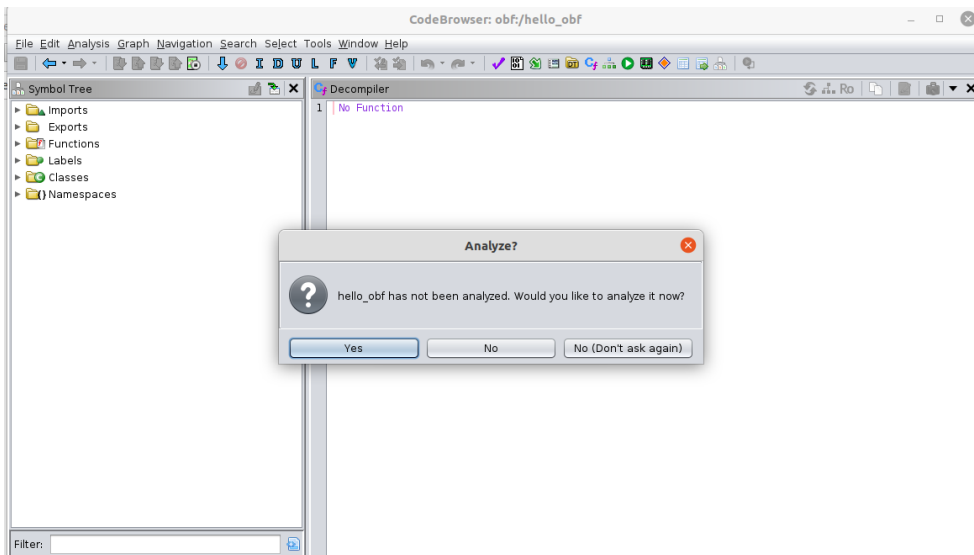 CodeBrowser: obf:/hello_obf
File Edit Analysis Graph Navigation Search Select Tools Window Help
I D U L F V
Symbol Tree
Imports
Exports
Functions
Labels
Classes
Namespaces
Filter:
Decompiler
Ro
1 No Function
Analyze?
hello_obf has not been analyzed. Would you like to analyze it now?
Yes No No (Don't ask again)